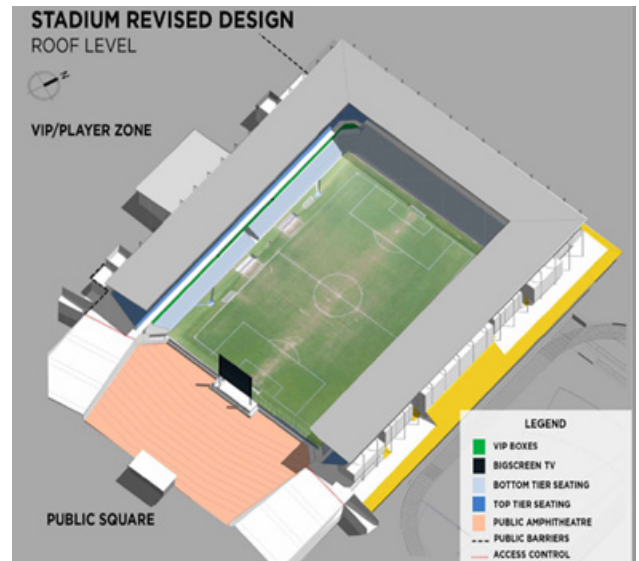 STADIUM REVISED DESIGN
ROOF LEVEL
N
VIP/PLAYER ZONE
LEGEND
VIP BOXES
BIGSCREEN TV
BOTTOM TIER SEATING
TOP TIER SEATING
PUBLIC AMPHITHEATRE
PUBLIC BARRIERS
ACCESS CONTROL
PUBLIC SQUARE